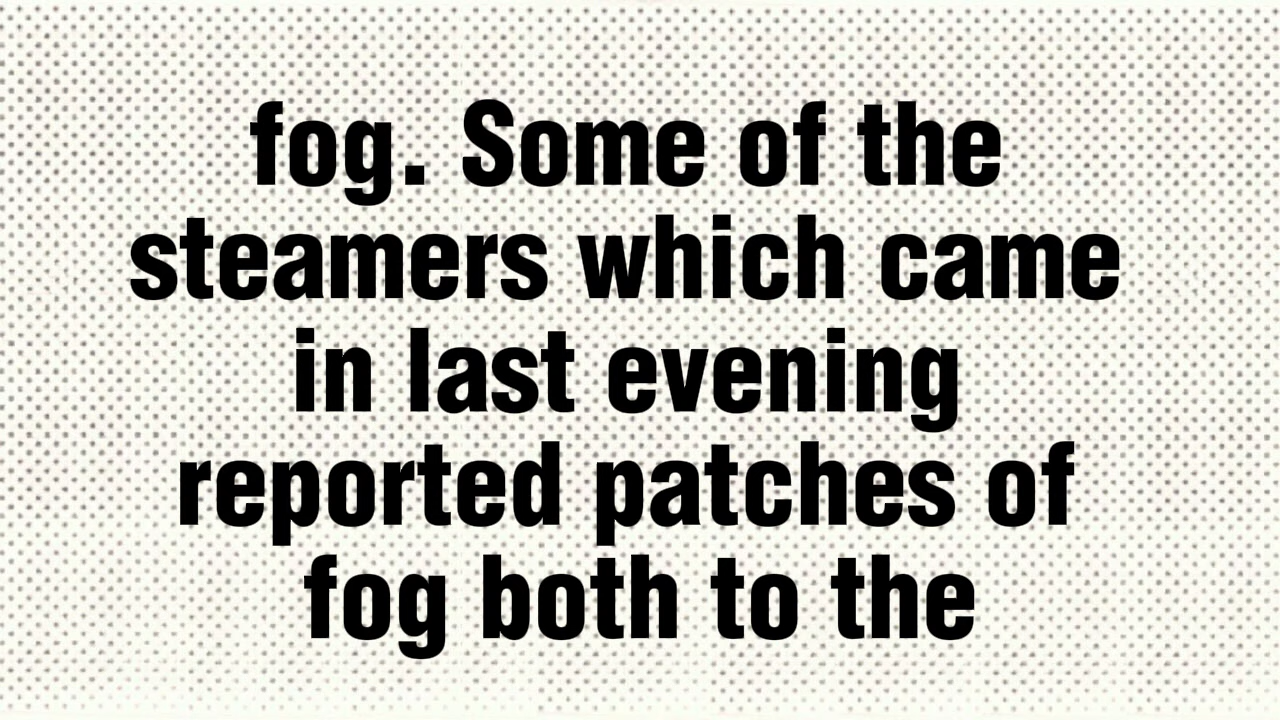 fog. Some of the
steamers which came
in last evening
reported patches of
fog both to the